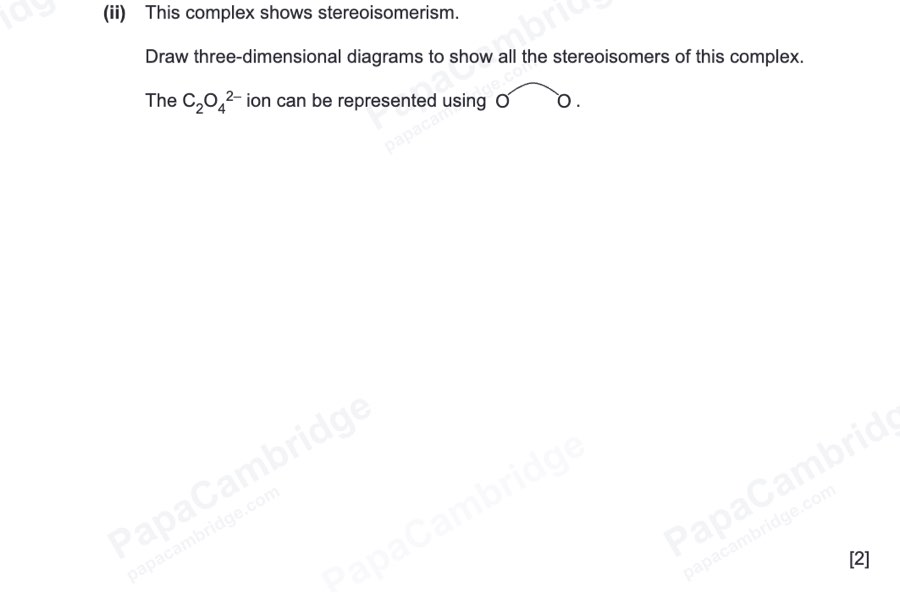 (ii) This complex shows stereoisomerism.
Draw three-dimensional diagrams to show all the stereoisomers of this complex.
The C₂O₄²⁻ ion can be represented using O O .
[2]
PapaCambridge
papacambridge.com
PapaCambridge
papacambridge.com
PapaCambridge
PapaCambridge
papacambridge.com